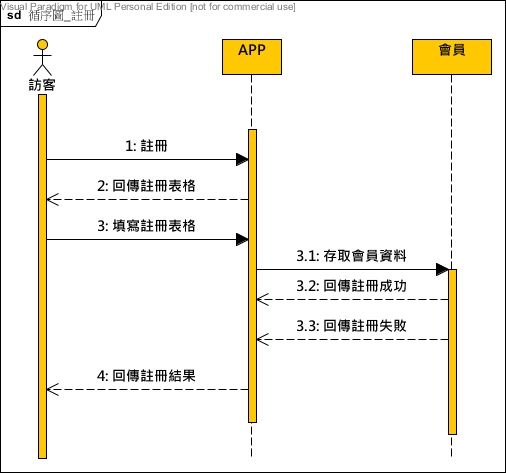 Visual Paradigm for UML Personal Edition [not for commercial use]
sd 循序圖_註冊
訪客
APP
會員
1: 註冊
2: 回傳註冊表格
3: 填寫註冊表格
3.1: 存取會員資料
3.2: 回傳註冊成功
3.3: 回傳註冊失敗
4: 回傳註冊結果